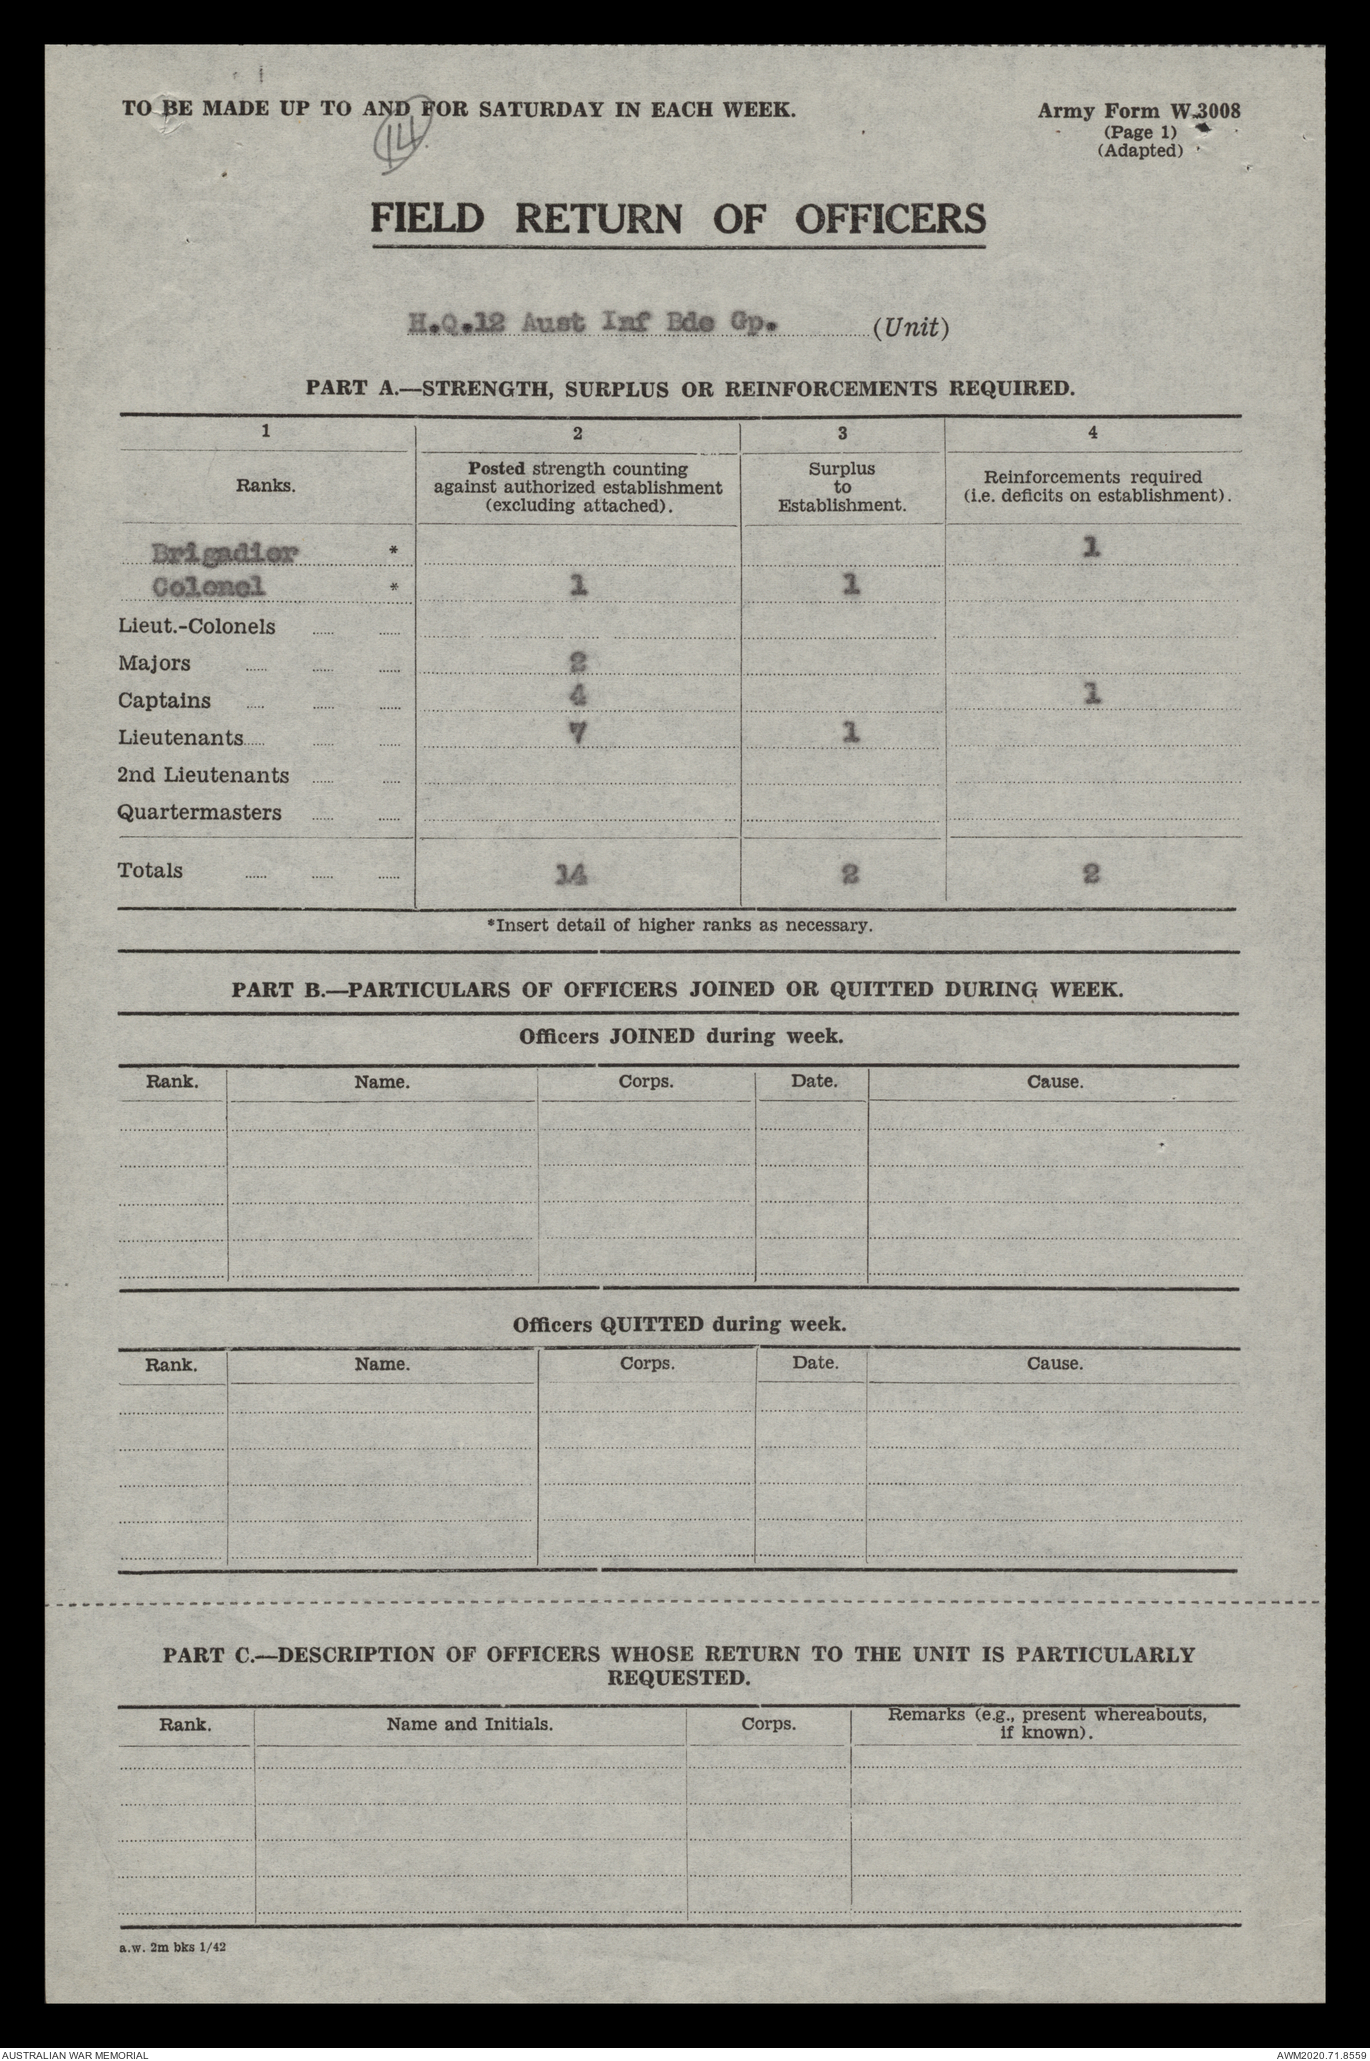 TO BE MADE UP TO AND FOR SATURDAY IN EACH WEEK.
Army Form W.3008
(Page 1)
(Adapted)
14
FIELD RETURN OF OFFICERS
H.Q.12 Aust Inf Bde Gp. (Unit)
PART A.—STRENGTH, SURPLUS OR REINFORCEMENTS REQUIRED.
1 2 3 4
Ranks. Posted strength counting against authorized establishment (excluding attached). Surplus to Establishment. Reinforcements required (i.e. deficits on establishment).
Brigadier * 1
Colonel * 1 1
Lieut.-Colonels
Majors 2
Captains 4 1
Lieutenants 7 1
2nd Lieutenants
Quartermasters
Totals 14 2 2
*Insert detail of higher ranks as necessary.
PART B.—PARTICULARS OF OFFICERS JOINED OR QUITTED DURING WEEK.
Officers JOINED during week.
Rank. Name. Corps. Date. Cause.
Officers QUITTED during week.
Rank. Name. Corps. Date. Cause.
PART C.—DESCRIPTION OF OFFICERS WHOSE RETURN TO THE UNIT IS PARTICULARLY
REQUESTED.
Rank. Name and Initials. Corps. Remarks (e.g., present whereabouts, if known).
a.w. 2m bks 1/42
AUSTRALIAN WAR MEMORIAL
AWM2020.71.8559